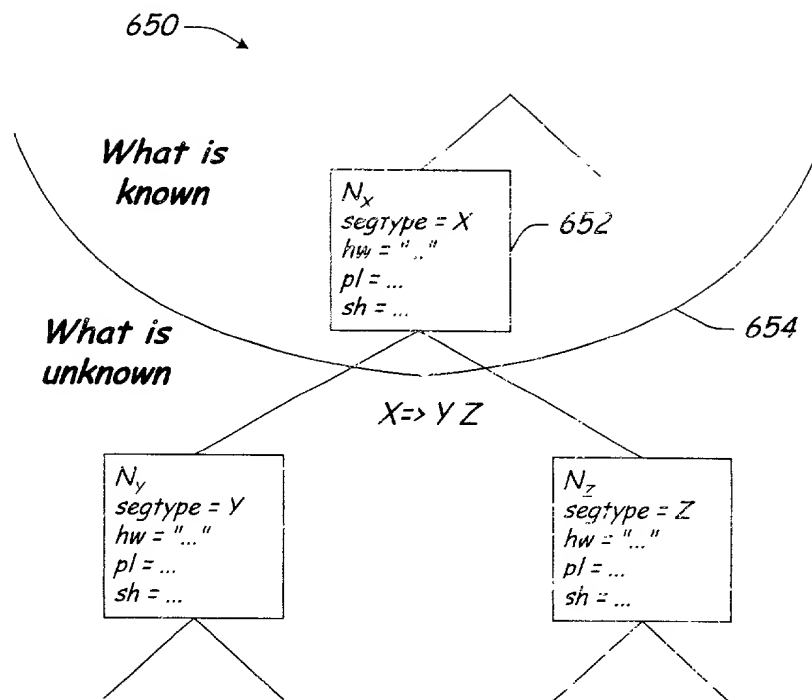 650
What is
known
N_X
segtype = X
hw = ".."
pl = ...
sh = ...
652
What is
unknown
654
X=> Y Z
N_Y
segtype = Y
hw = "..."
pl = ...
sh = ...
N_Z
segtype = Z
hw = "..."
pl = ...
sh = ...